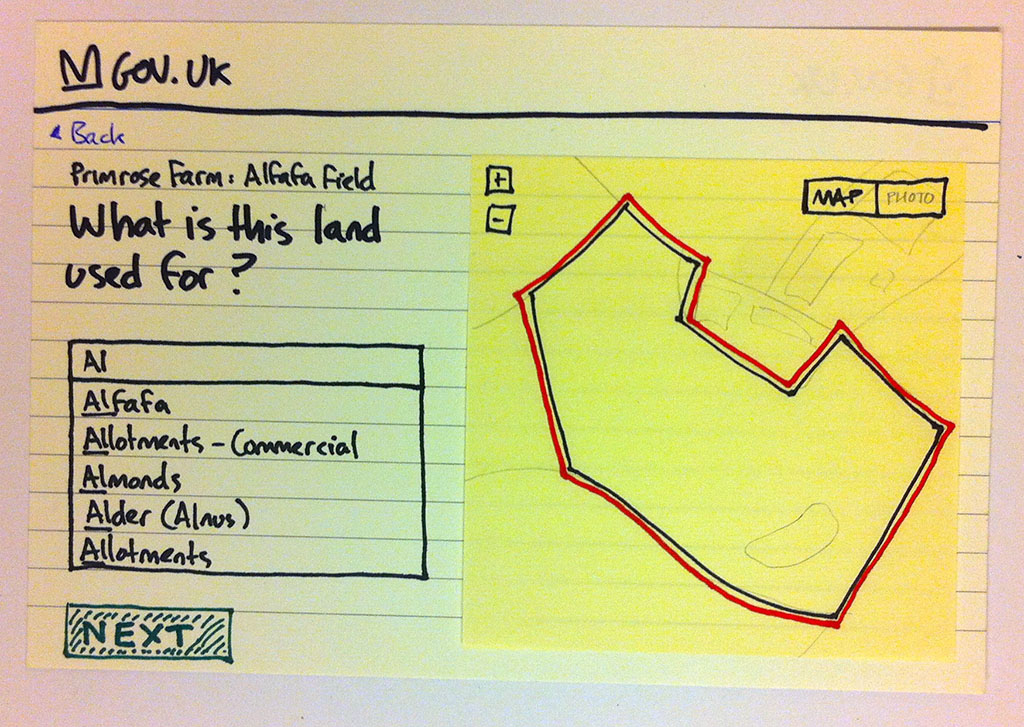 GOV.UK
Back
Primrose Farm: Alfafa Field
What is this land
used for?
Al
Alfafa
Allotments - Commercial
Almonds
Alder (Alnus)
Allotments
NEXT
+
-
MAP PHOTO